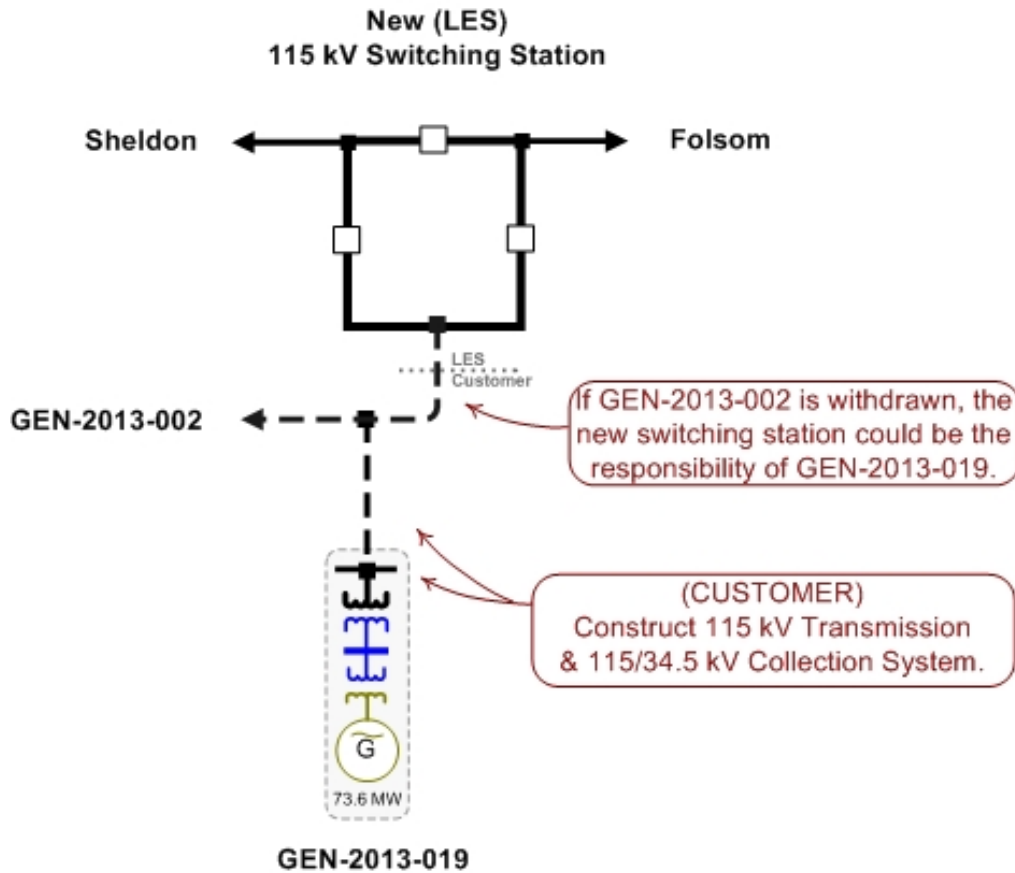 New (LES)
115 kV Switching Station
Sheldon
Folsom
LES
Customer
GEN-2013-002
If GEN-2013-002 is withdrawn, the
new switching station could be the
responsibility of GEN-2013-019.
(CUSTOMER)
Construct 115 kV Transmission
& 115/34.5 kV Collection System.
G
73.6 MW
GEN-2013-019